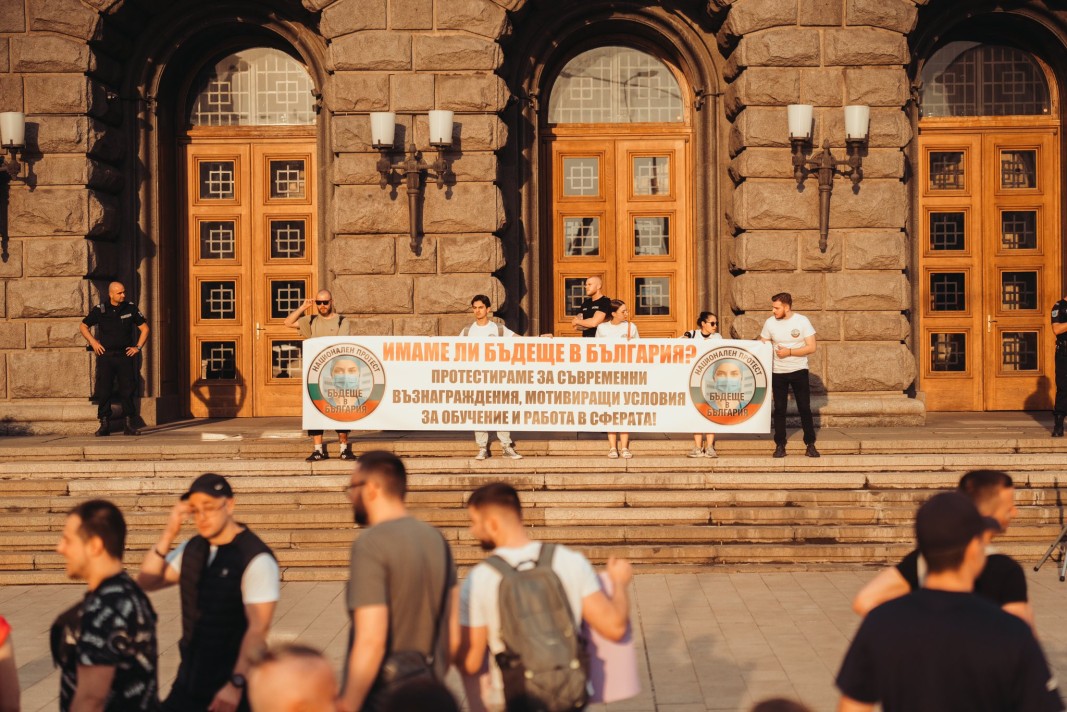 ИМАМЕ ЛИ БЪДЕЩЕ В БЪЛГАРИЯ?
ПРОТЕСТИРАМЕ ЗА СЪВРЕМЕННИ
ВЪЗНАГРАЖДЕНИЯ, МОТИВИРАЩИ УСЛОВИЯ
ЗА ОБУЧЕНИЕ И РАБОТА В СФЕРАТА!
НАЦИОНАЛЕН ПРОТЕСТ
БЪДЕЩЕ В
БЪЛГАРИЯ
НАЦИОНАЛЕН ПРОТЕСТ
БЪДЕЩЕ В
БЪЛГАРИЯ